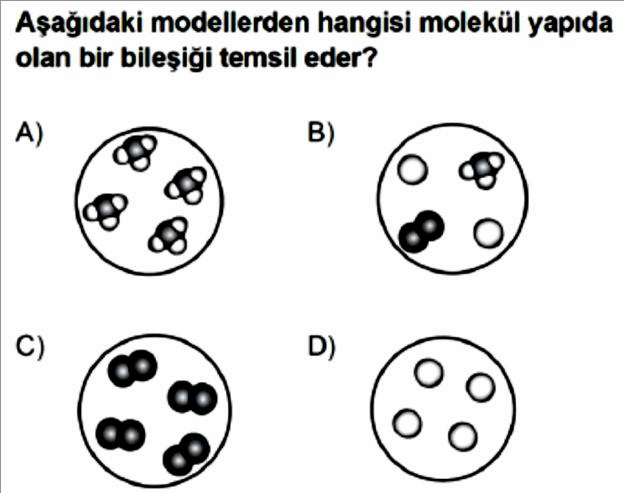 Aşağıdaki modellerden hangisi molekül yapıda
olan bir bileşiği temsil eder?
A)
B)
C)
D)